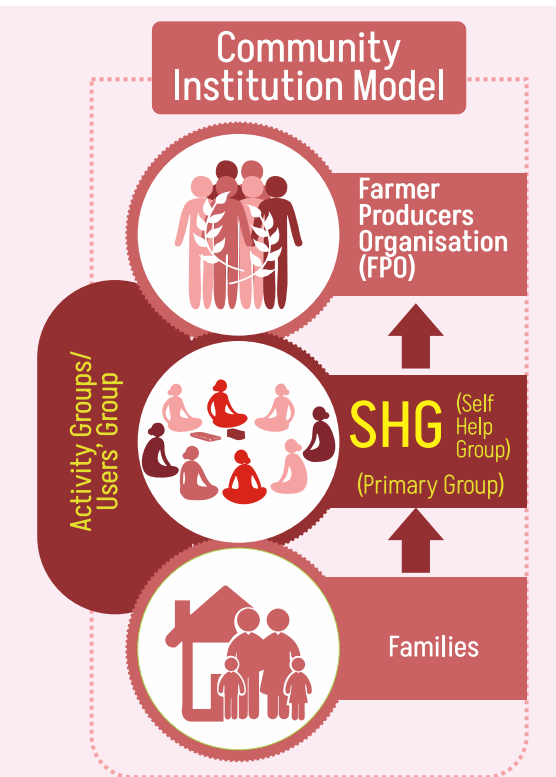 Community
Institution Model
Farmer
Producers
Organisation
(FPO)
Activity Groups/
Users' Group
SHG
(Self
Help
Group)
(Primary Group)
Families